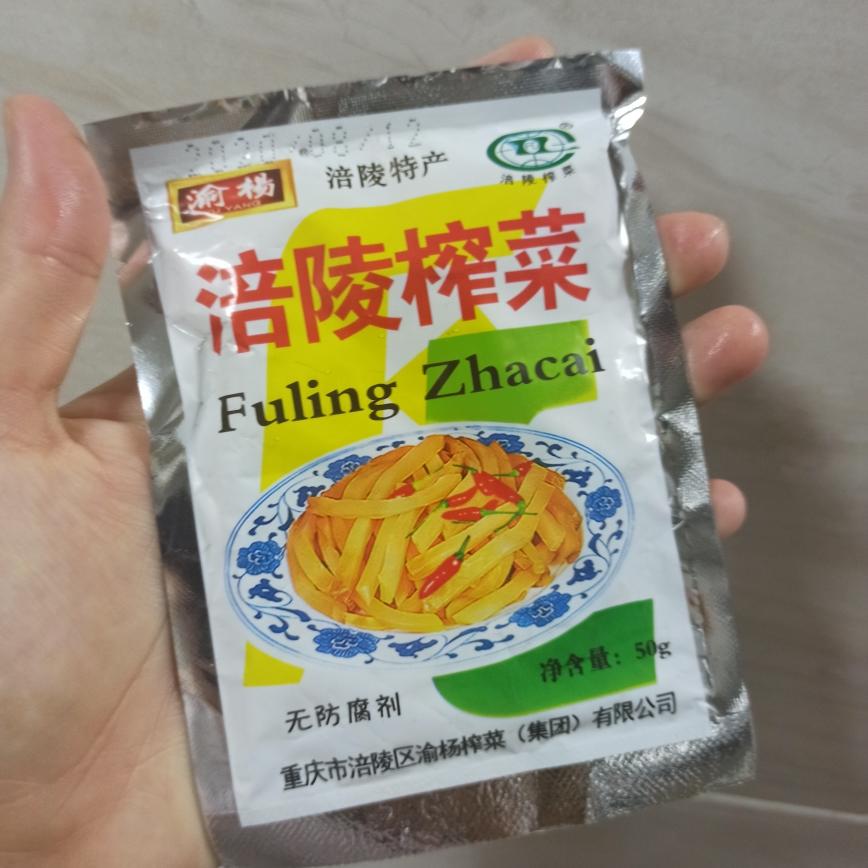 2020/08/12
渝楊
YUYANG
涪陵特产
®
涪陵榨菜
涪陵榨菜
Fuling Zhacai
净含量：50g
无防腐剂
重庆市涪陵区渝杨榨菜（集团）有限公司